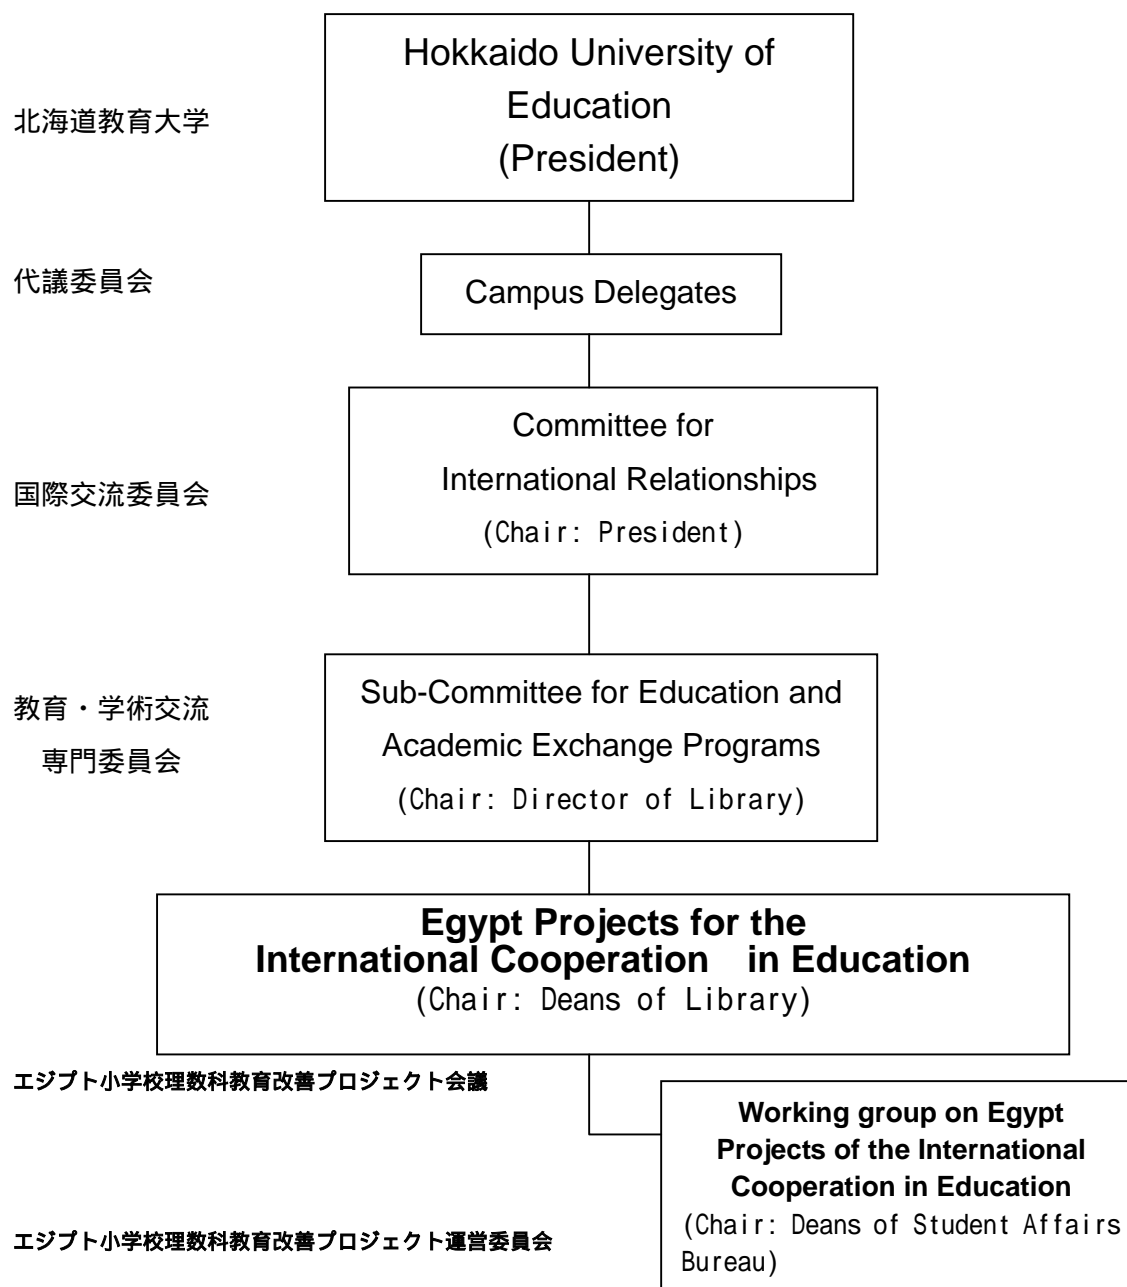 Hokkaido University of
Education
(President)
北海道教育大学
代議委員会
Campus Delegates
Committee for
International Relationships
(Chair: President)
国際交流委員会
Sub-Committee for Education and
Academic Exchange Programs
(Chair: Director of Library)
教育・学術交流
専門委員会
Egypt Projects for the
International Cooperation in Education
(Chair: Deans of Library)
エジプト小学校理数科教育改善プロジェクト会議
Working group on Egypt
Projects of the International
Cooperation in Education
(Chair: Deans of Student Affairs
Bureau)
エジプト小学校理数科教育改善プロジェクト運営委員会